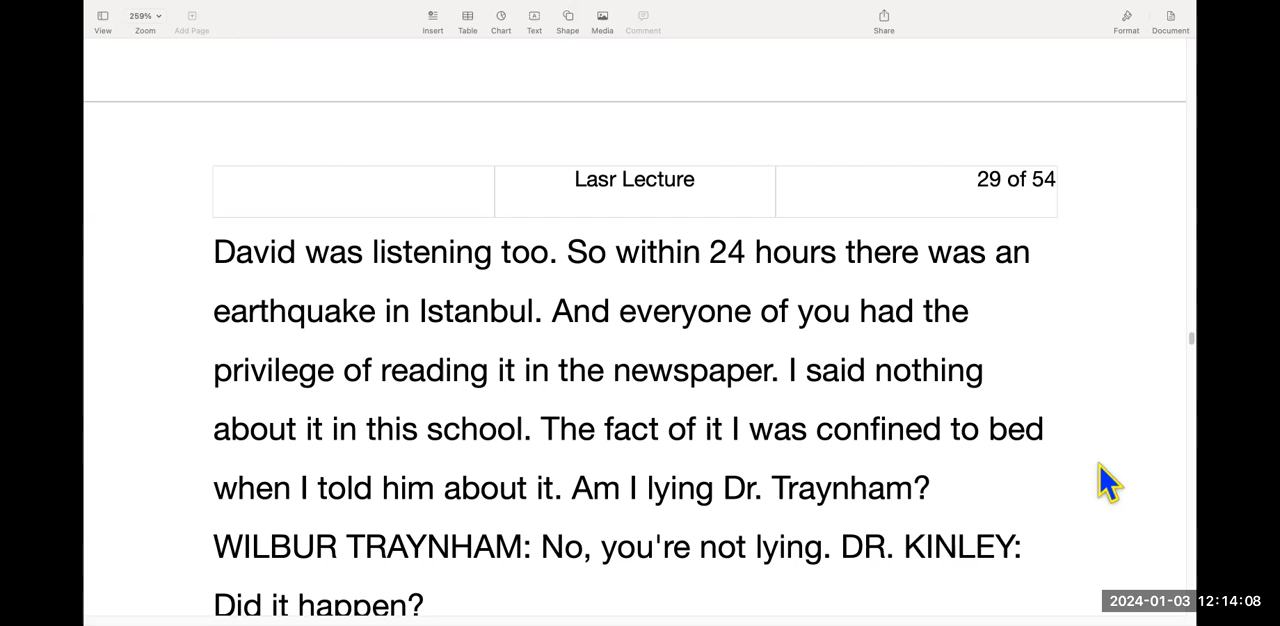 259%
View Zoom Add Page Insert Table Chart Text Shape Media Comment Share Format Document
Lasr Lecture 29 of 54
David was listening too. So within 24 hours there was an
earthquake in Istanbul. And everyone of you had the
privilege of reading it in the newspaper. I said nothing
about it in this school. The fact of it I was confined to bed
when I told him about it. Am I lying Dr. Traynham?
WILBUR TRAYNHAM: No, you're not lying. DR. KINLEY:
Did it happen?
2024-01-03 12:14:08